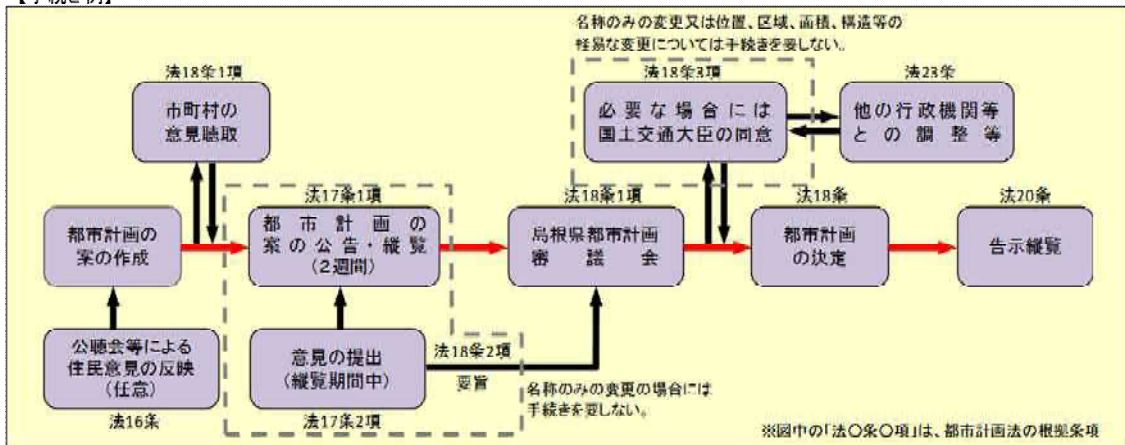 名称のみの変更又は位置、区域、面積、構造等の
軽易な変更については手続きを要しない。
法18条1項
市町村の
意見聴取
法18条3項
必要な場合には
国土交通大臣の同意
法23条
他の行政機関等
との調整等
都市計画の
案の作成
法17条1項
都市計画の
案の公告・縦覧
(2週間)
法18条1項
島根県都市計画
審議会
法18条
都市計画
の決定
法20条
告示縦覧
公聴会等による
住民意見の反映
(任意)
法16条
意見の提出
(縦覧期間中)
法17条2項
法18条2項
要旨
名称のみの変更の場合には
手続きを要しない。
※図中の「法〇条〇項」は、都市計画法の根拠条項